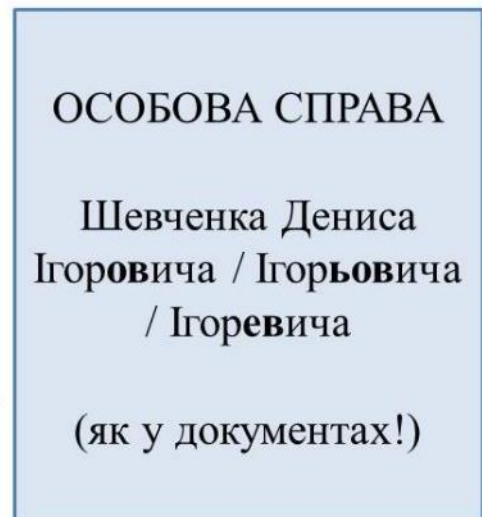 ОСОБОВА СПРАВА
Шевченка Дениса
Ігоровича / Ігорьовича
/ Ігоревича
(як у документах!)